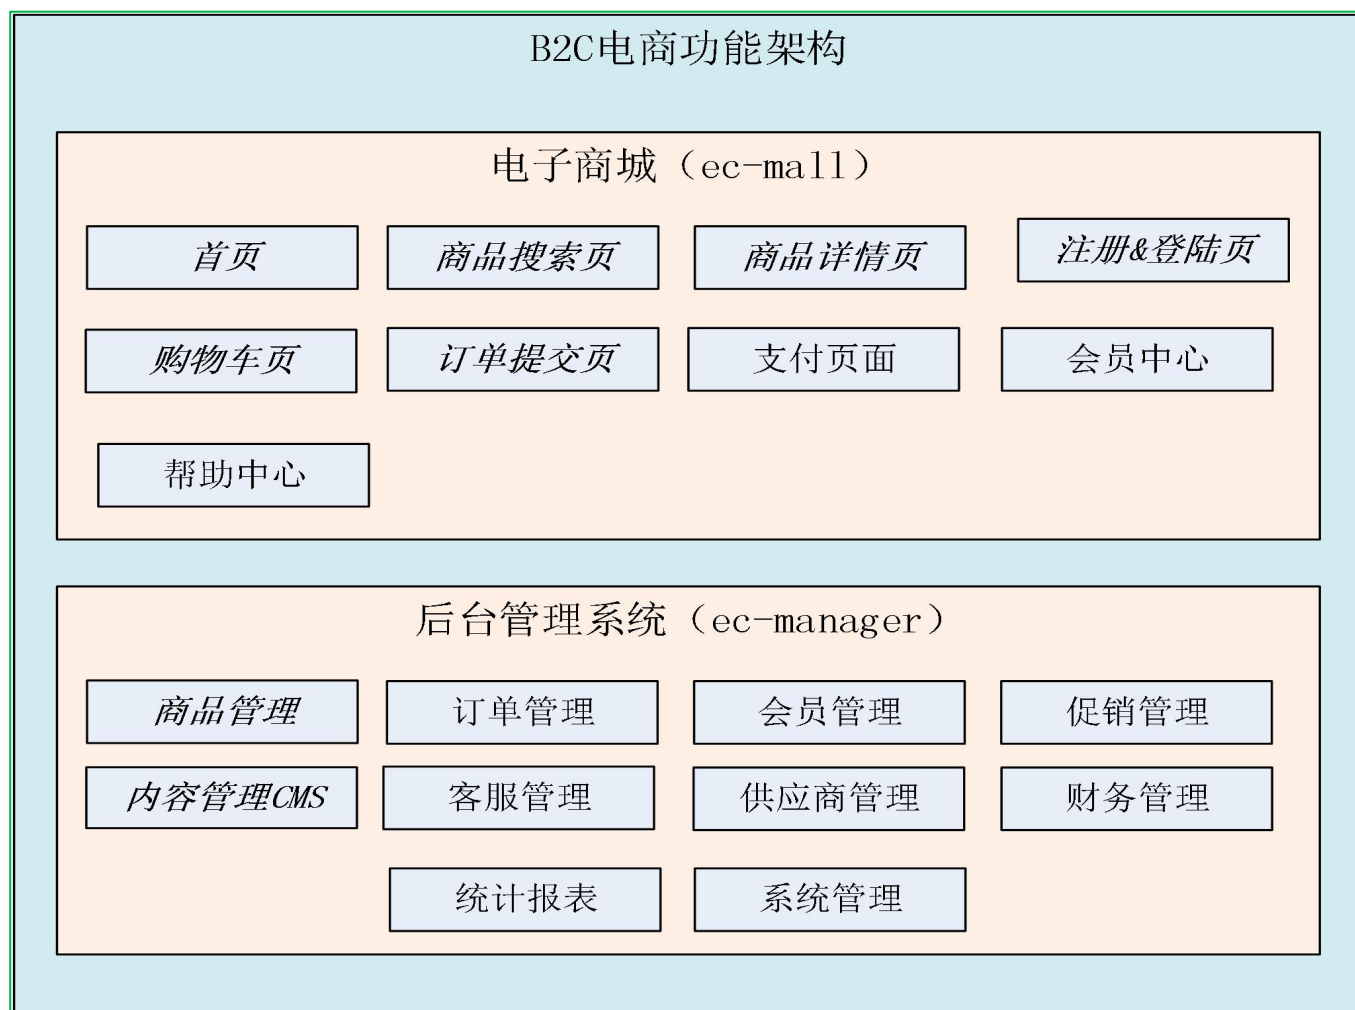 B2C电商功能架构
电子商城（ec-mall）
首页
商品搜索页
商品详情页
注册&登陆页
购物车页
订单提交页
支付页面
会员中心
帮助中心
后台管理系统（ec-manager）
商品管理
订单管理
会员管理
促销管理
内容管理CMS
客服管理
供应商管理
财务管理
统计报表
系统管理